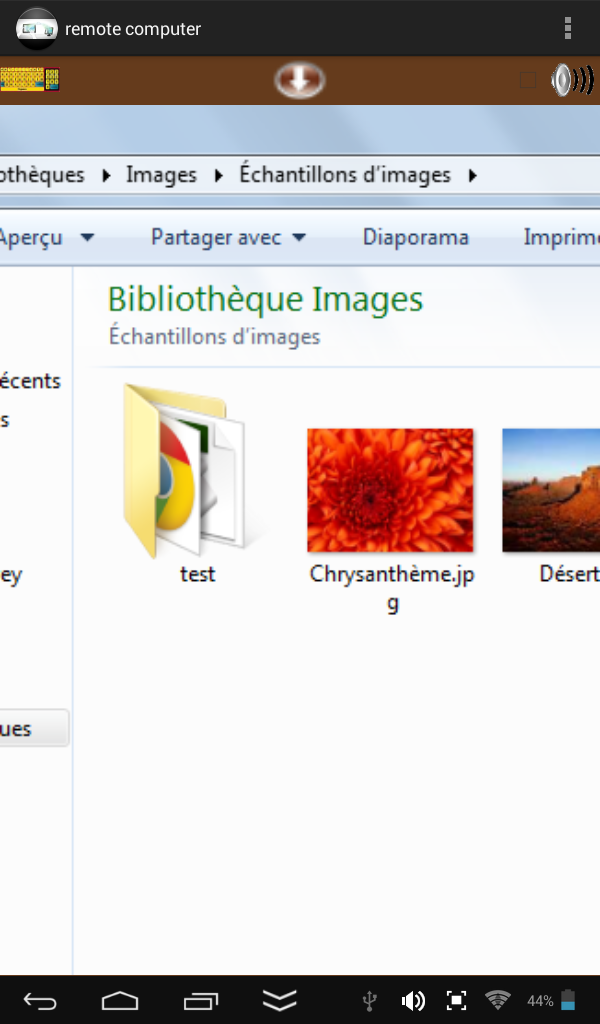 remote computer
othèques Images Échantillons d'images
Aperçu Partager avec Diaporama Imprime
Bibliothèque Images
Échantillons d'images
écents
s
test Chrysanthème.jp
g
Désert
ey
ues
44%